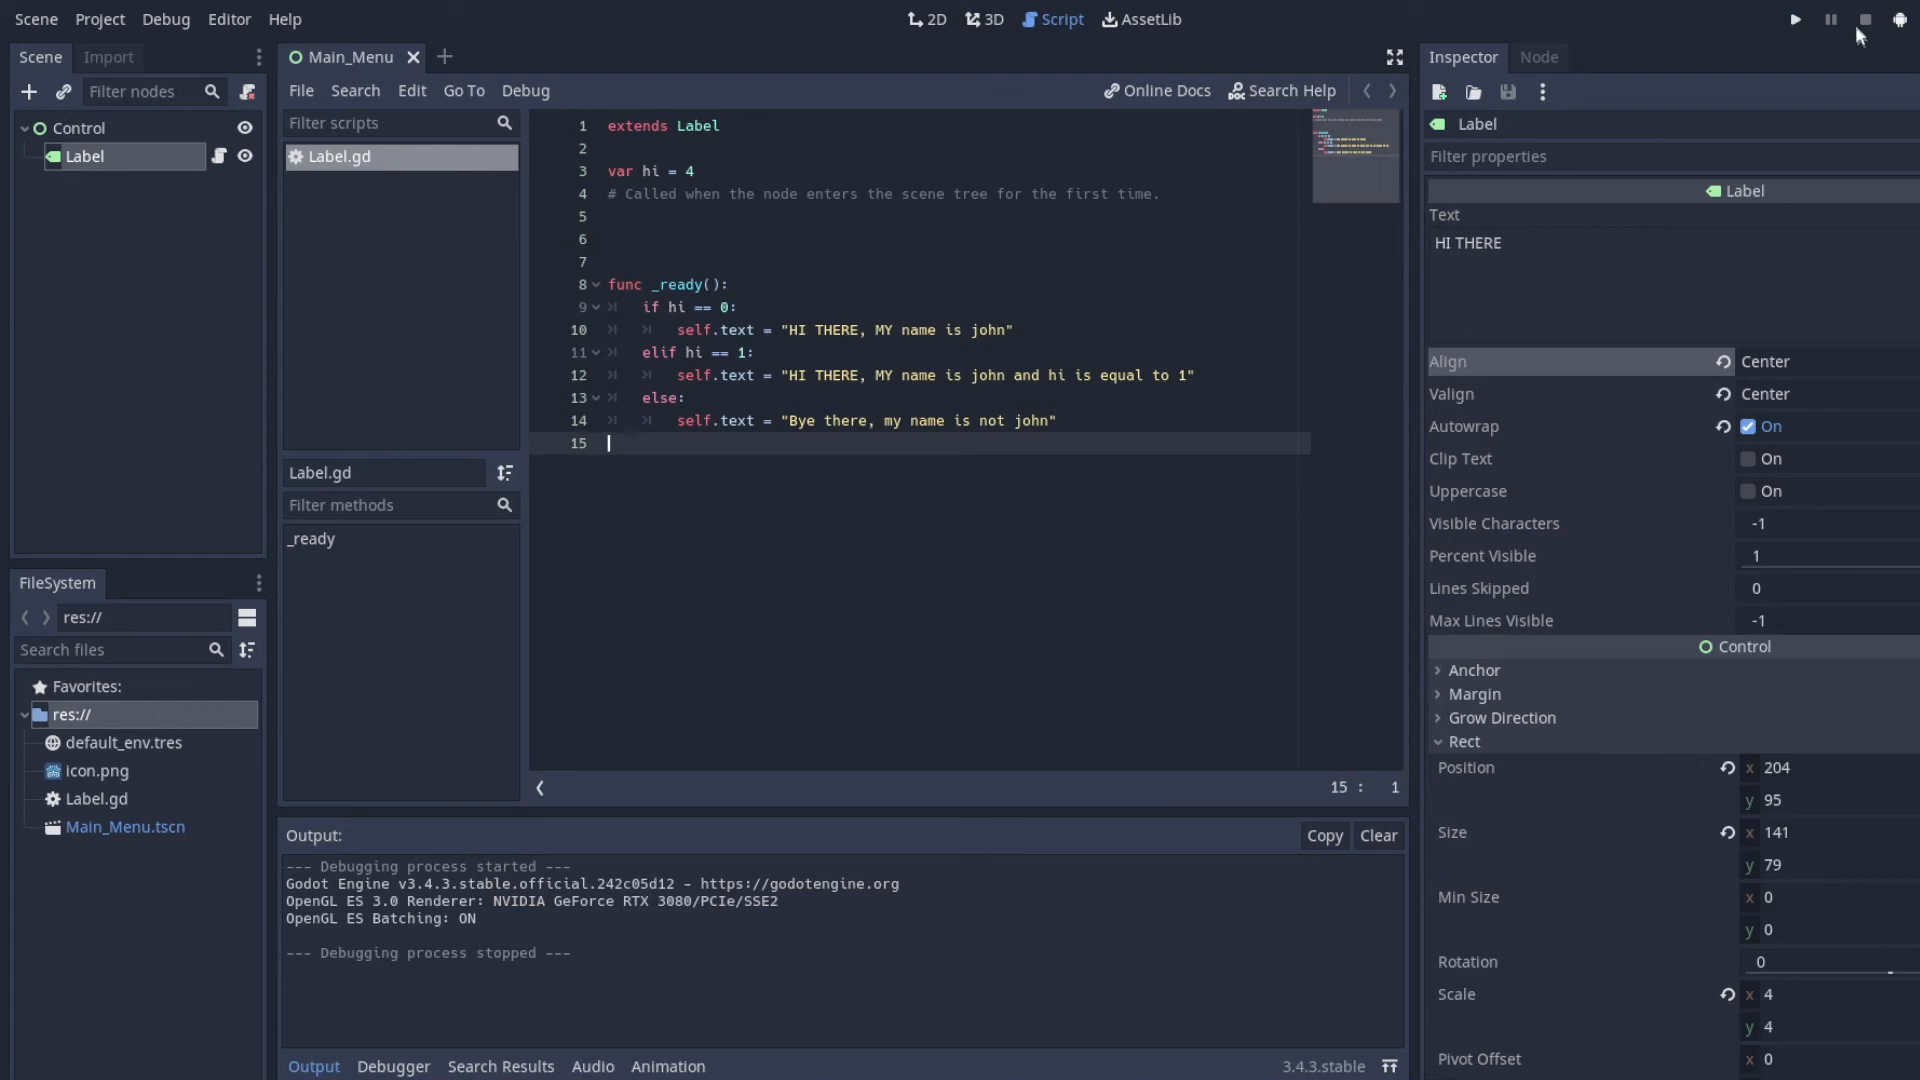 Scene Project Debug Editor Help 2D 3D Script AssetLib
Scene Import
Filter nodes
Control
Label
Main_Menu
File Search Edit Go To Debug Online Docs Search Help
Filter scripts
Label.gd
Label.gd
Filter methods
_ready
1 extends Label
2
3 var hi = 4
4 # Called when the node enters the scene tree for the first time.
5
6
7
8 func _ready():
9 if hi == 0:
10 self.text = "HI THERE, MY name is john"
11 elif hi == 1:
12 self.text = "HI THERE, MY name is john and hi is equal to 1"
13 else:
14 self.text = "Bye there, my name is not john"
15
15 : 1
FileSystem
res://
Search files
Favorites:
res://
default_env.tres
icon.png
Label.gd
Main_Menu.tscn
Output: Copy Clear
--- Debugging process started ---
Godot Engine v3.4.3.stable.official.242c05d12 - https://godotengine.org
OpenGL ES 3.0 Renderer: NVIDIA GeForce RTX 3080/PCIe/SSE2
OpenGL ES Batching: ON
--- Debugging process stopped ---
Output Debugger Search Results Audio Animation 3.4.3.stable
Inspector Node
Label
Filter properties
Label
Text
HI THERE
Align Center
Valign Center
Autowrap On
Clip Text On
Uppercase On
Visible Characters -1
Percent Visible 1
Lines Skipped 0
Max Lines Visible -1
Control
Anchor
Margin
Grow Direction
Rect
Position x 204
y 95
Size x 141
y 79
Min Size x 0
y 0
Rotation 0
Scale x 4
y 4
Pivot Offset x 0